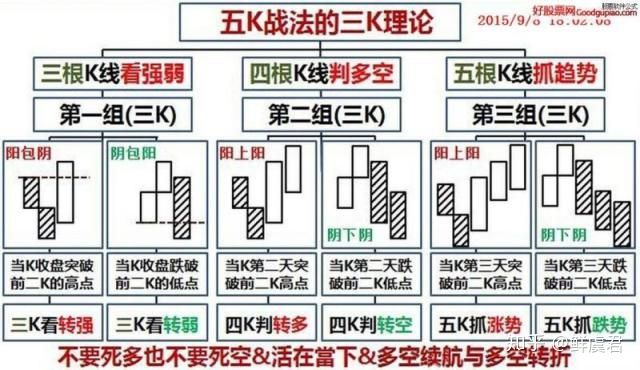 五K战法的三K理论
好股票网
股票软件公式
Goodgupiao.com
2015/9/8 18:02:08
三根K线看强弱
四根K线判多空
五根K线抓趋势
第一组(三K)
第二组(三K)
第三组(三K)
阳包阴
阴包阳
阳上阳
阴下阴
阳上阳
阴下阴
当K收盘突破
前二K的高点
当K收盘跌破
前二K的低点
当K第二天突
破前二K高点
当K第二天跌
破前二K低点
当K第三天突
破前二K高点
当K第三天跌
破前二K低点
三K看转强
三K看转弱
四K判转多
四K判转空
五K抓涨势
五K抓跌势
不要死多也不要死空&活在當下&多空续航与多空转折
知乎 @鲜虞君